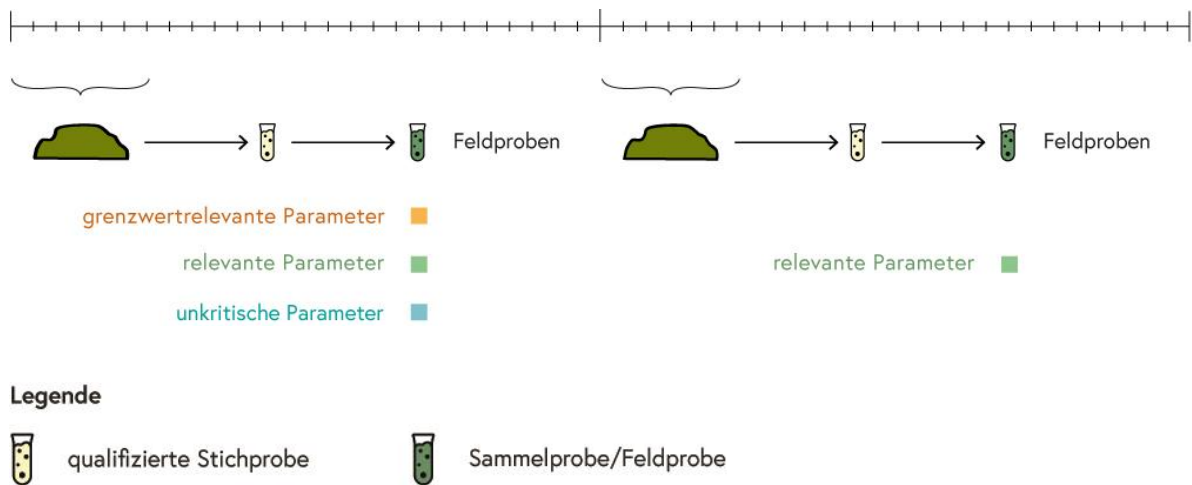 Feldproben
Feldproben
grenzwertrelevante Parameter
relevante Parameter
relevante Parameter
unkritische Parameter
Legende
qualifizierte Stichprobe
Sammelprobe/Feldprobe